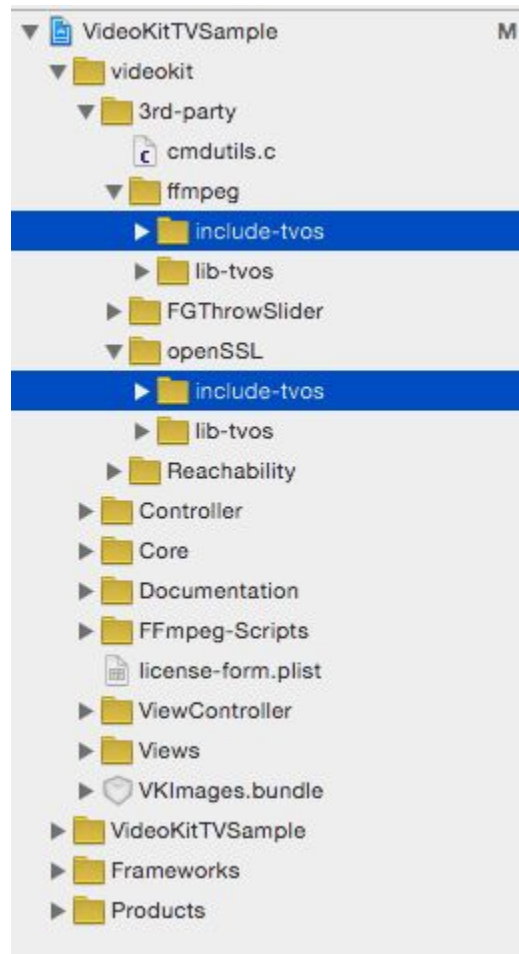 VideoKitTVSample M
videokit
3rd-party
c cmdutils.c
ffmpeg
include-tvos
lib-tvos
FGThrowSlider
openSSL
include-tvos
lib-tvos
Reachability
Controller
Core
Documentation
FFmpeg-Scripts
license-form.plist
ViewController
Views
VKImages.bundle
VideoKitTVSample
Frameworks
Products